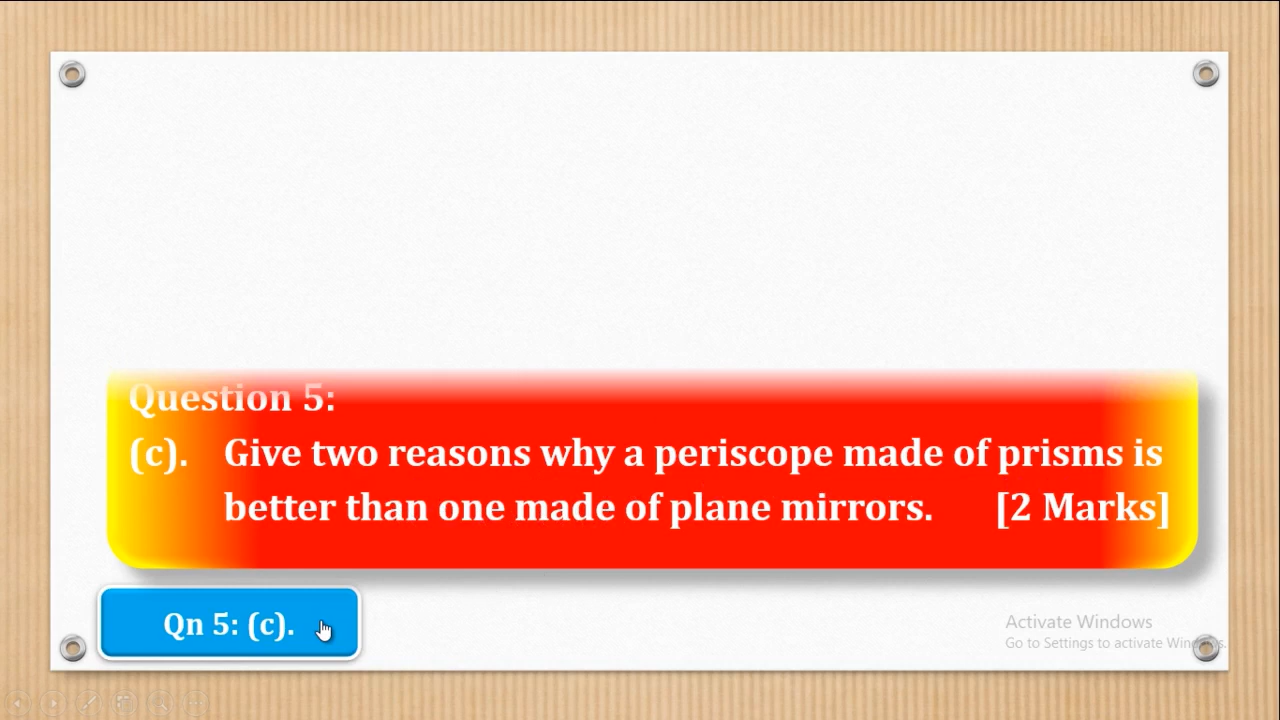 Question 5:
(c). Give two reasons why a periscope made of prisms is
better than one made of plane mirrors. [2 Marks]
Qn 5: (c).
Activate Windows
Go to Settings to activate Windows.